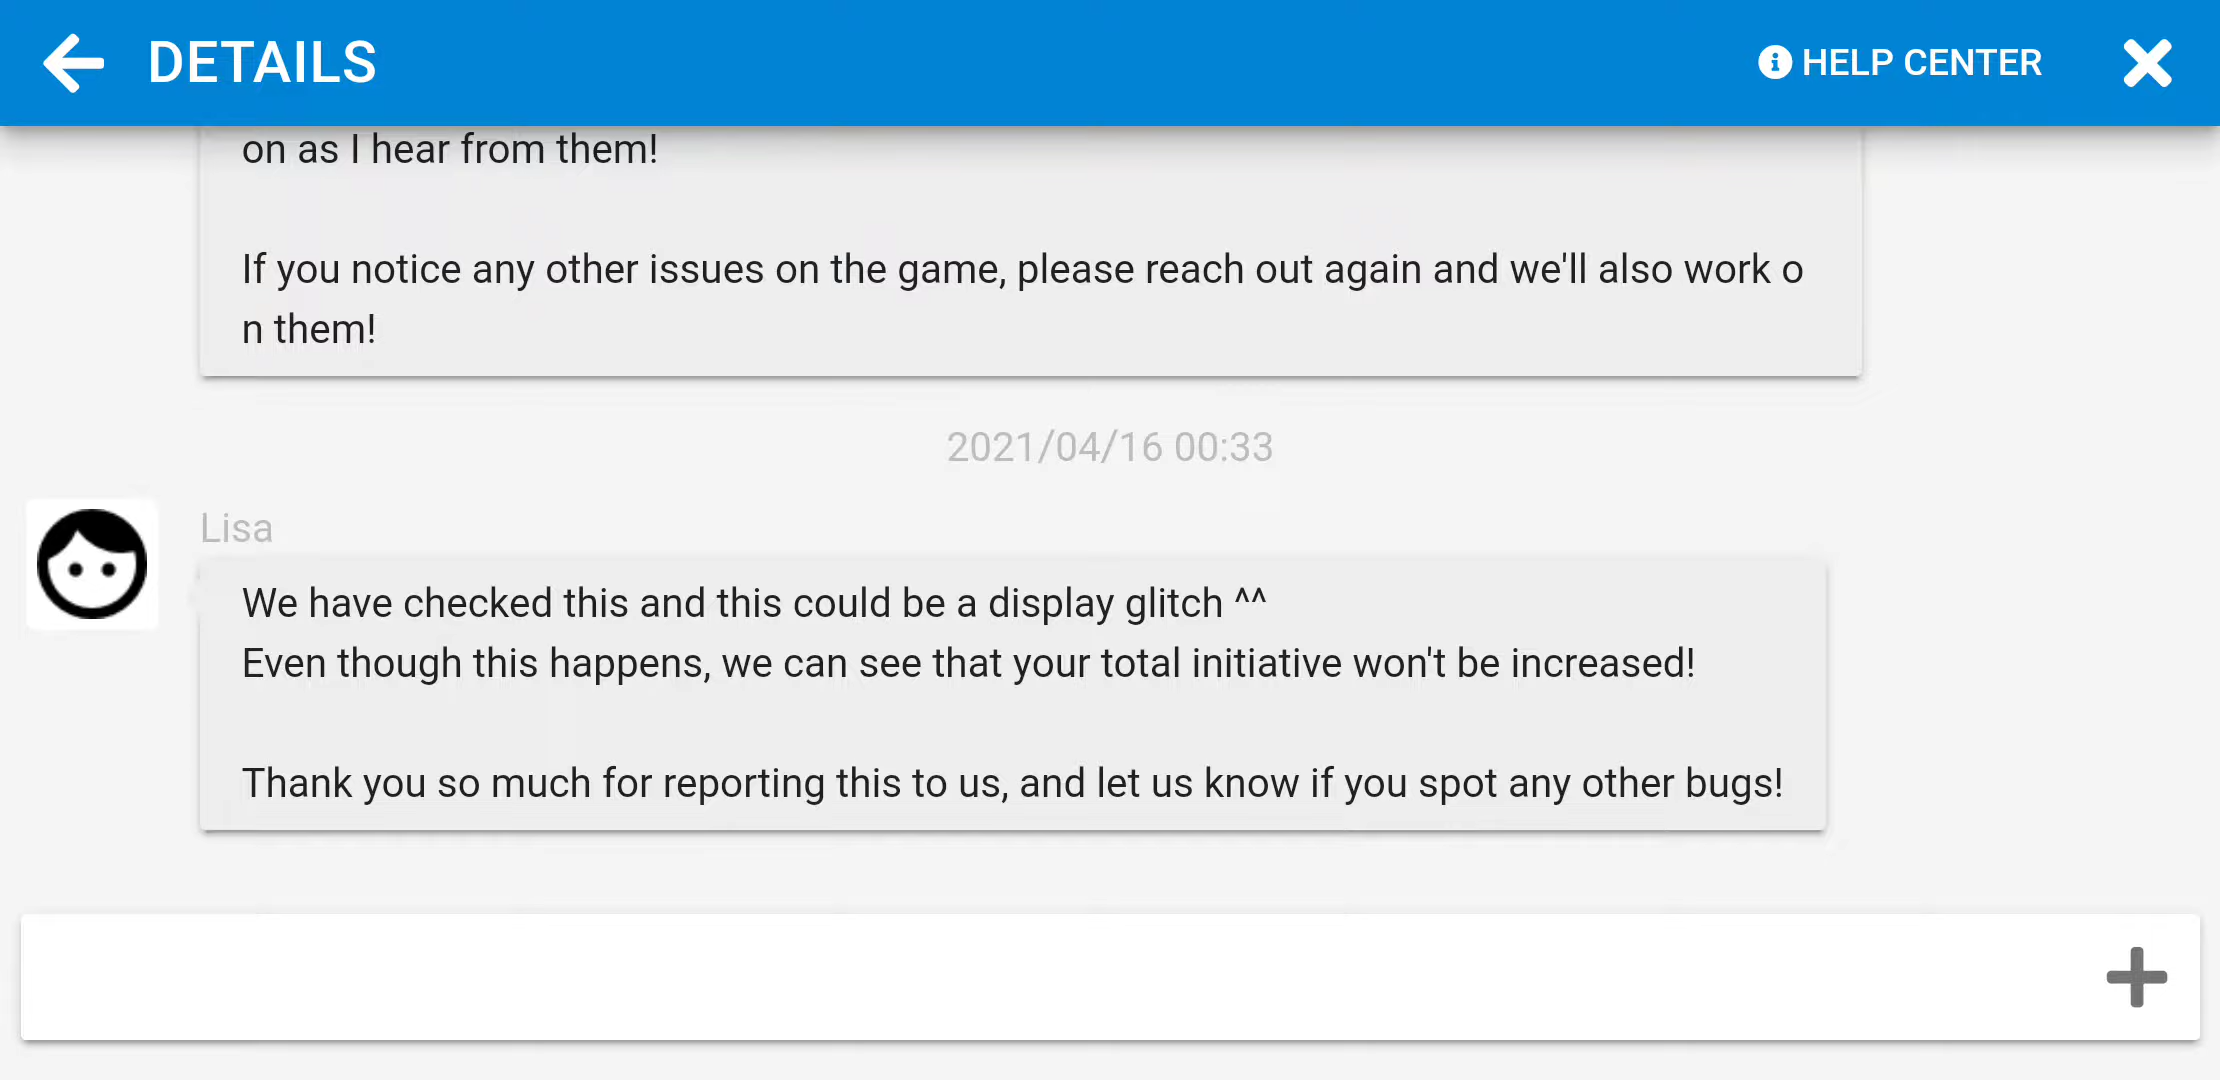 DETAILS
HELP CENTER
on as I hear from them!
If you notice any other issues on the game, please reach out again and we'll also work o
n them!
2021/04/16 00:33
Lisa
We have checked this and this could be a display glitch ^^
Even though this happens, we can see that your total initiative won't be increased!
Thank you so much for reporting this to us, and let us know if you spot any other bugs!